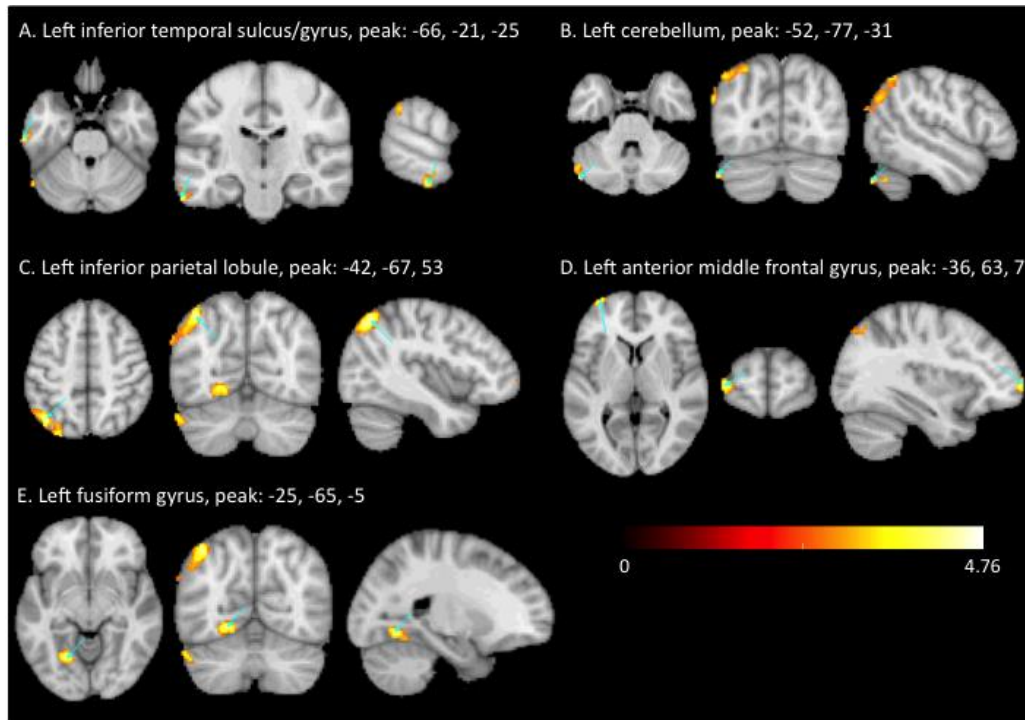 A. Left inferior temporal sulcus/gyrus, peak: -66, -21, -25
B. Left cerebellum, peak: -52, -77, -31
C. Left inferior parietal lobule, peak: -42, -67, 53
D. Left anterior middle frontal gyrus, peak: -36, 63, 7
E. Left fusiform gyrus, peak: -25, -65, -5
0
4.76